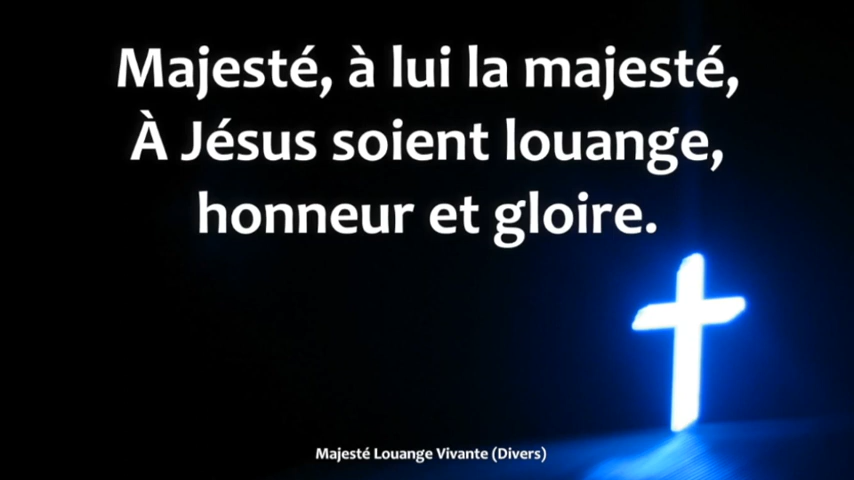 Majesté, à lui la majesté,
À Jésus soient louange,
honneur et gloire.
Majesté Louange Vivante (Divers)